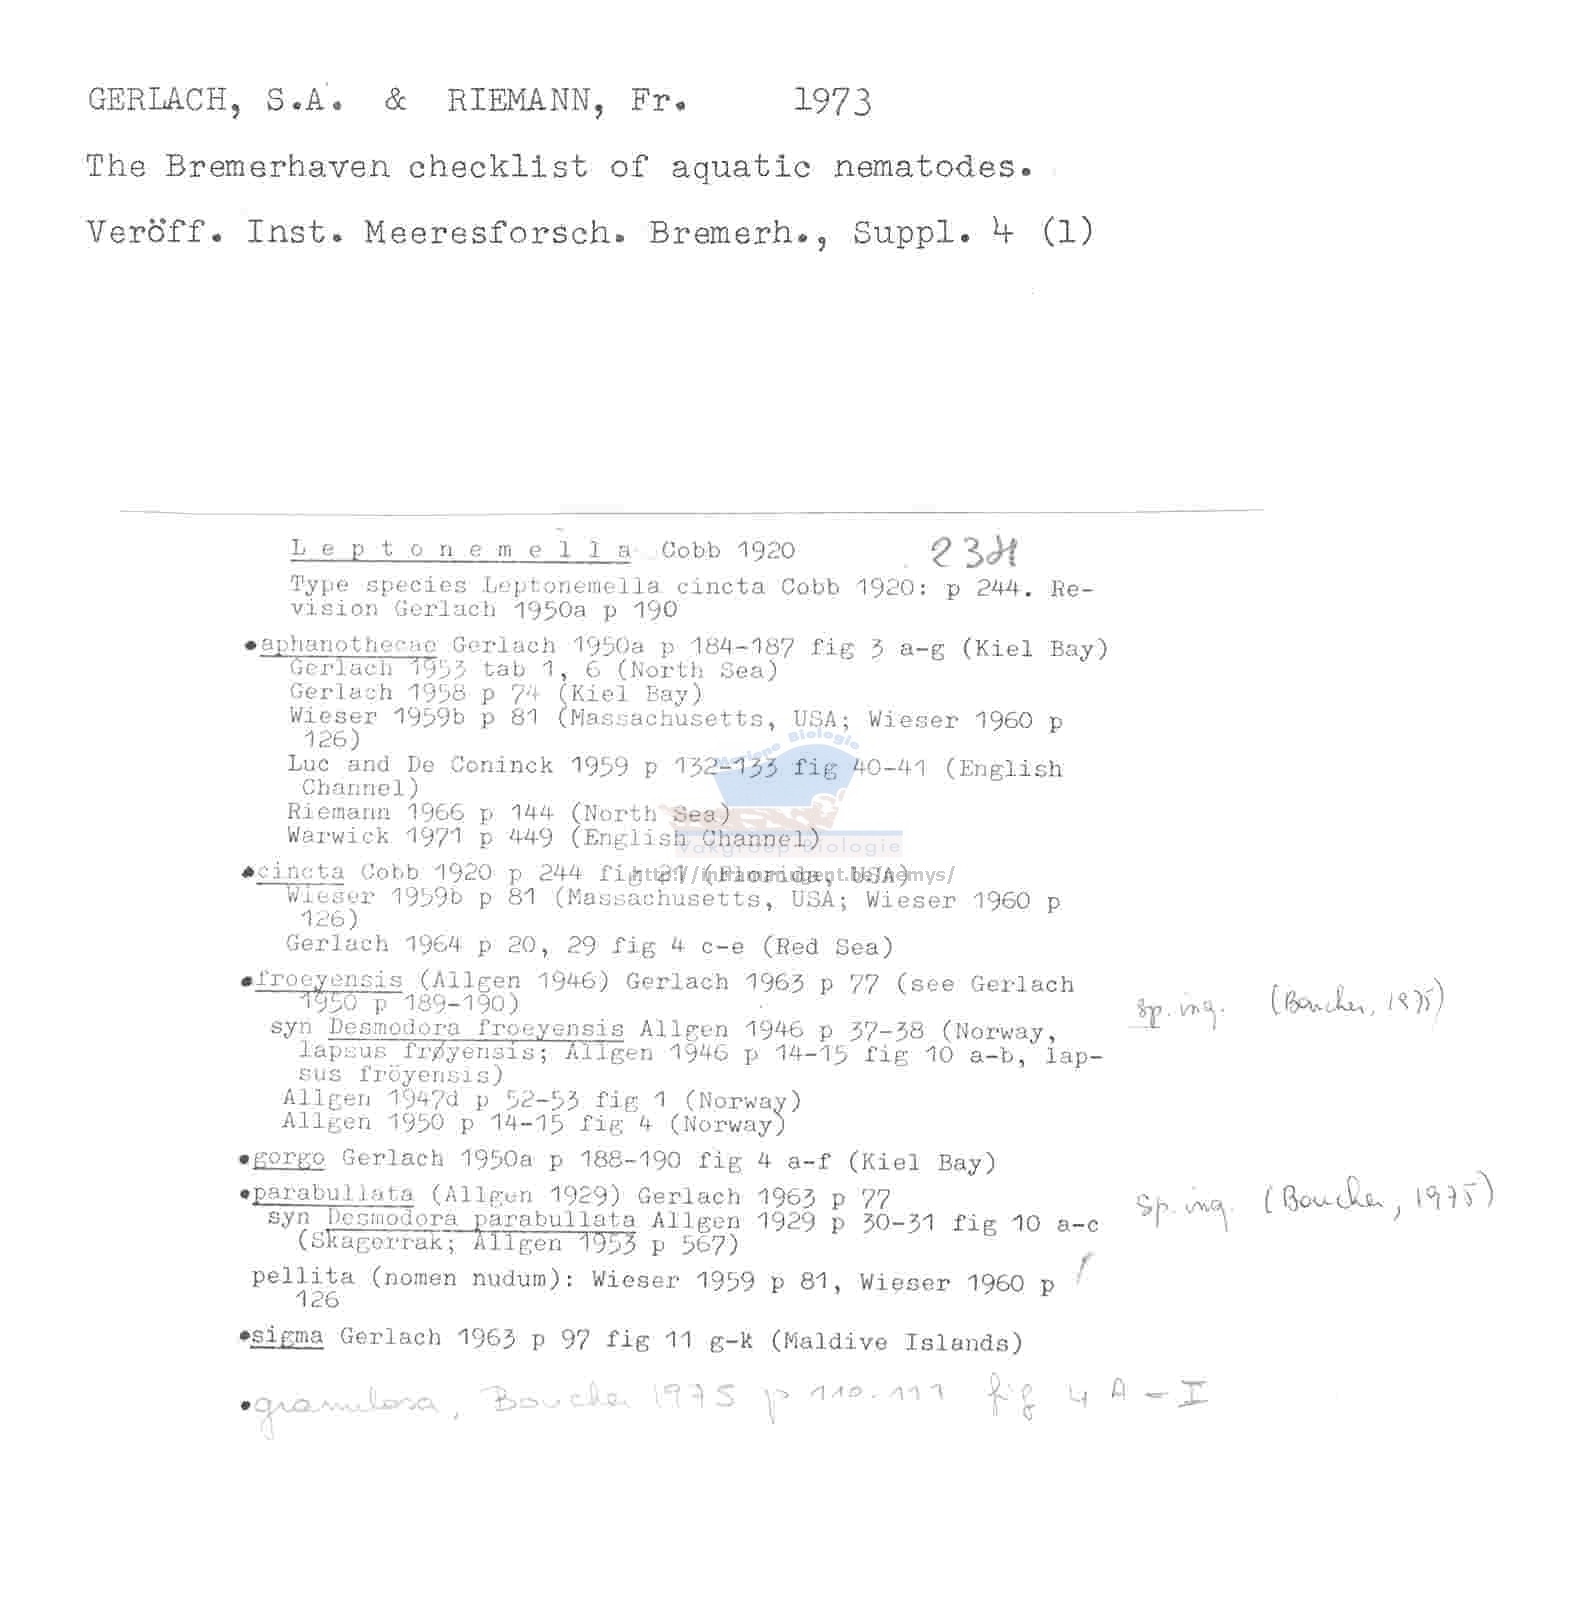 GERLACH, S.A. & RIEMANN, Fr. 1973
The Bremerhaven checklist of aquatic nematodes.
Veröff. Inst. Meeresforsch. Bremerh., Suppl. 4 (1)
Leptonemella Cobb 1920
Type species Leptonemella cincta Cobb 1920: p 244. Re-
vision Gerlach 1950a p 190
•aphanothecae Gerlach 1950a p 184-187 fig 3 a-g (Kiel Bay)
Gerlach 1953 tab 1, 6 (North Sea)
Gerlach 1958 p 74 (Kiel Bay)
Wieser 1959b p 81 (Massachusetts, USA; Wieser 1960 p
126)
Mariene Biologie
Luc and De Coninck 1959 p 132-133 fig 40-41 (English
Channel)
Riemann 1966 p 144 (North Sea)
Warwick 1971 p 449 (English Channel)
Vakgroep Biologie
•cincta Cobb 1920 p 244 fig 21 (Florida, USA)
Wieser 1959b p 81 (Massachusetts, USA; Wieser 1960 p
126)
Gerlach 1964 p 20, 29 fig 4 c-e (Red Sea)
•froeyensis (Allgen 1946) Gerlach 1963 p 77 (see Gerlach
1950 p 189-190)
sp. inq. (Boucher, 1975)
syn Desmodora froeyensis Allgen 1946 p 37-38 (Norway,
lapsus frøyensis; Allgen 1946 p 14-15 fig 10 a-b, lap-
sus fröyensis)
Allgen 1947d p 52-53 fig 1 (Norway)
Allgen 1950 p 14-15 fig 4 (Norway)
•gorgo Gerlach 1950a p 188-190 fig 4 a-f (Kiel Bay)
•parabullata (Allgen 1929) Gerlach 1963 p 77
sp. inq. (Boucher, 1975)
syn Desmodora parabullata Allgen 1929 p 30-31 fig 10 a-c
(Skagerrak; Allgen 1953 p 567)
pellita (nomen nudum): Wieser 1959 p 81, Wieser 1960 p
126
•sigma Gerlach 1963 p 97 fig 11 g-k (Maldive Islands)
•granulosa, Boucher 1975 p 110-111 fig 4 A-I